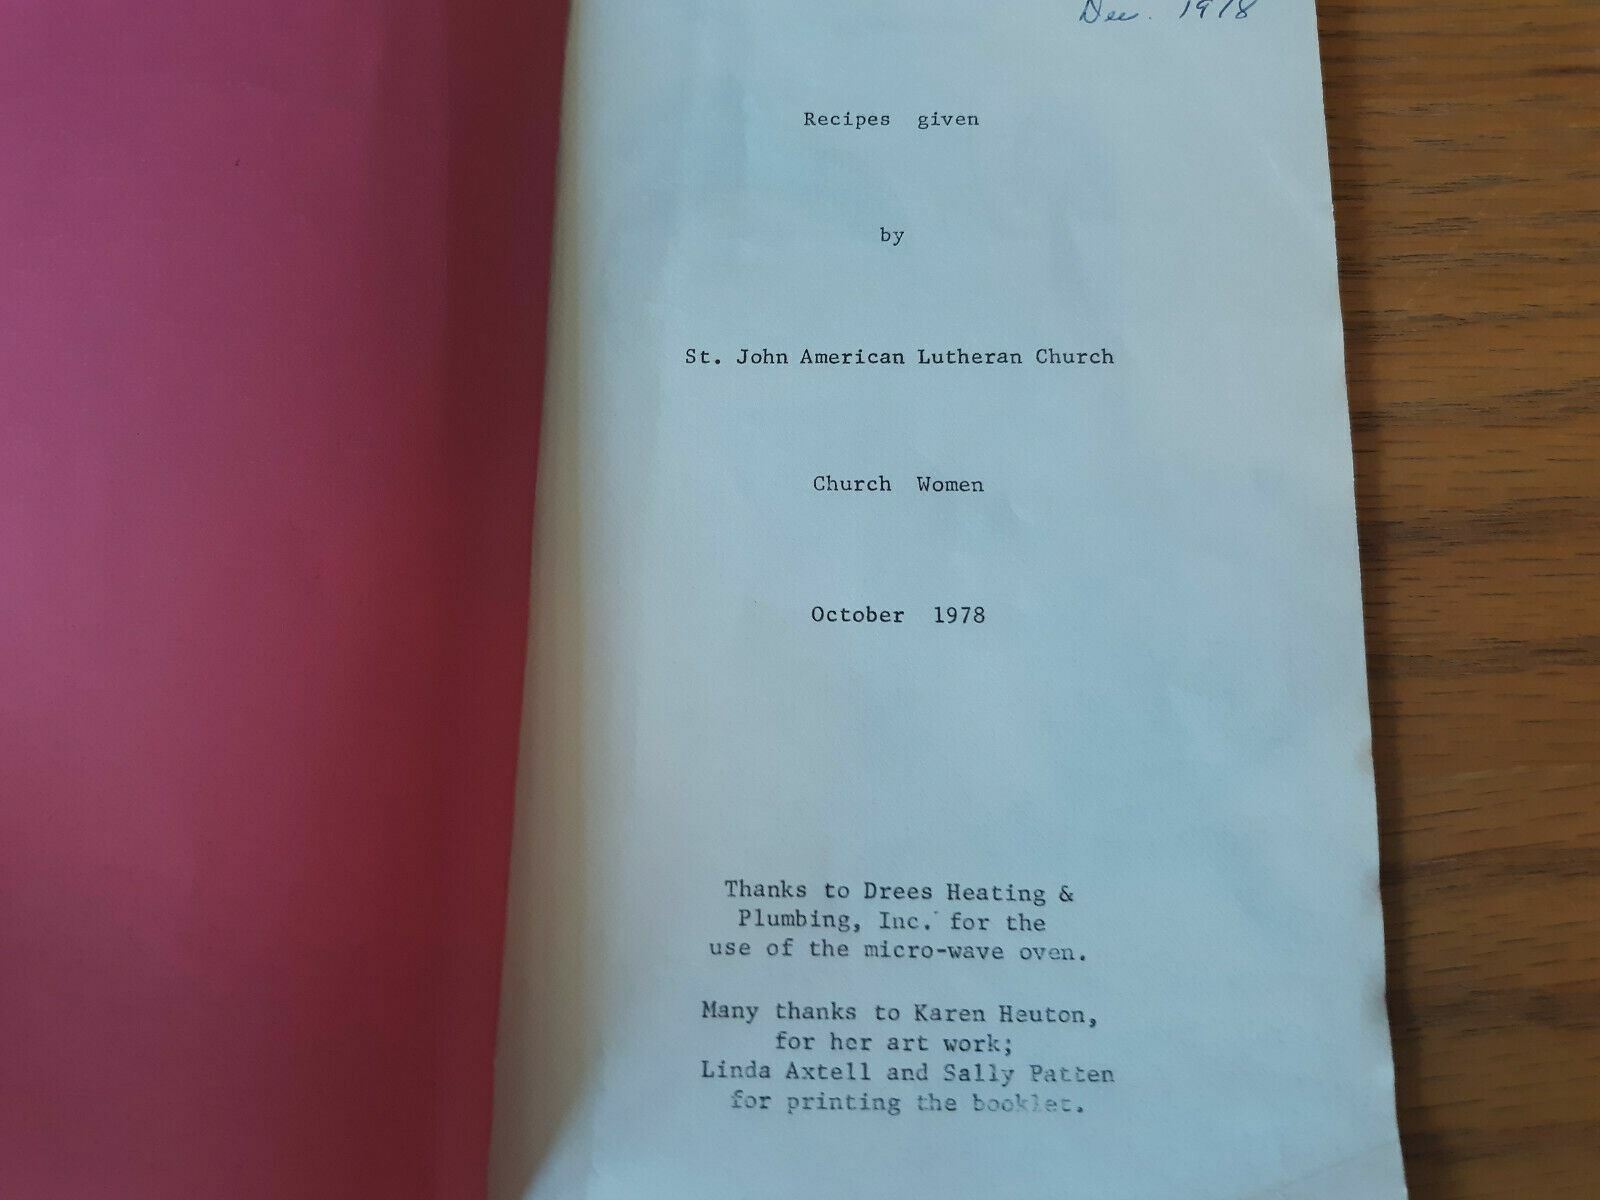 Dec. 1978
Recipes given
by
St. John American Lutheran Church
Church Women
October 1978
Thanks to Drees Heating &
Plumbing, Inc. for the
use of the micro-wave oven.
Many thanks to Karen Heuton,
for her art work;
Linda Axtell and Sally Patten
for printing the booklet.